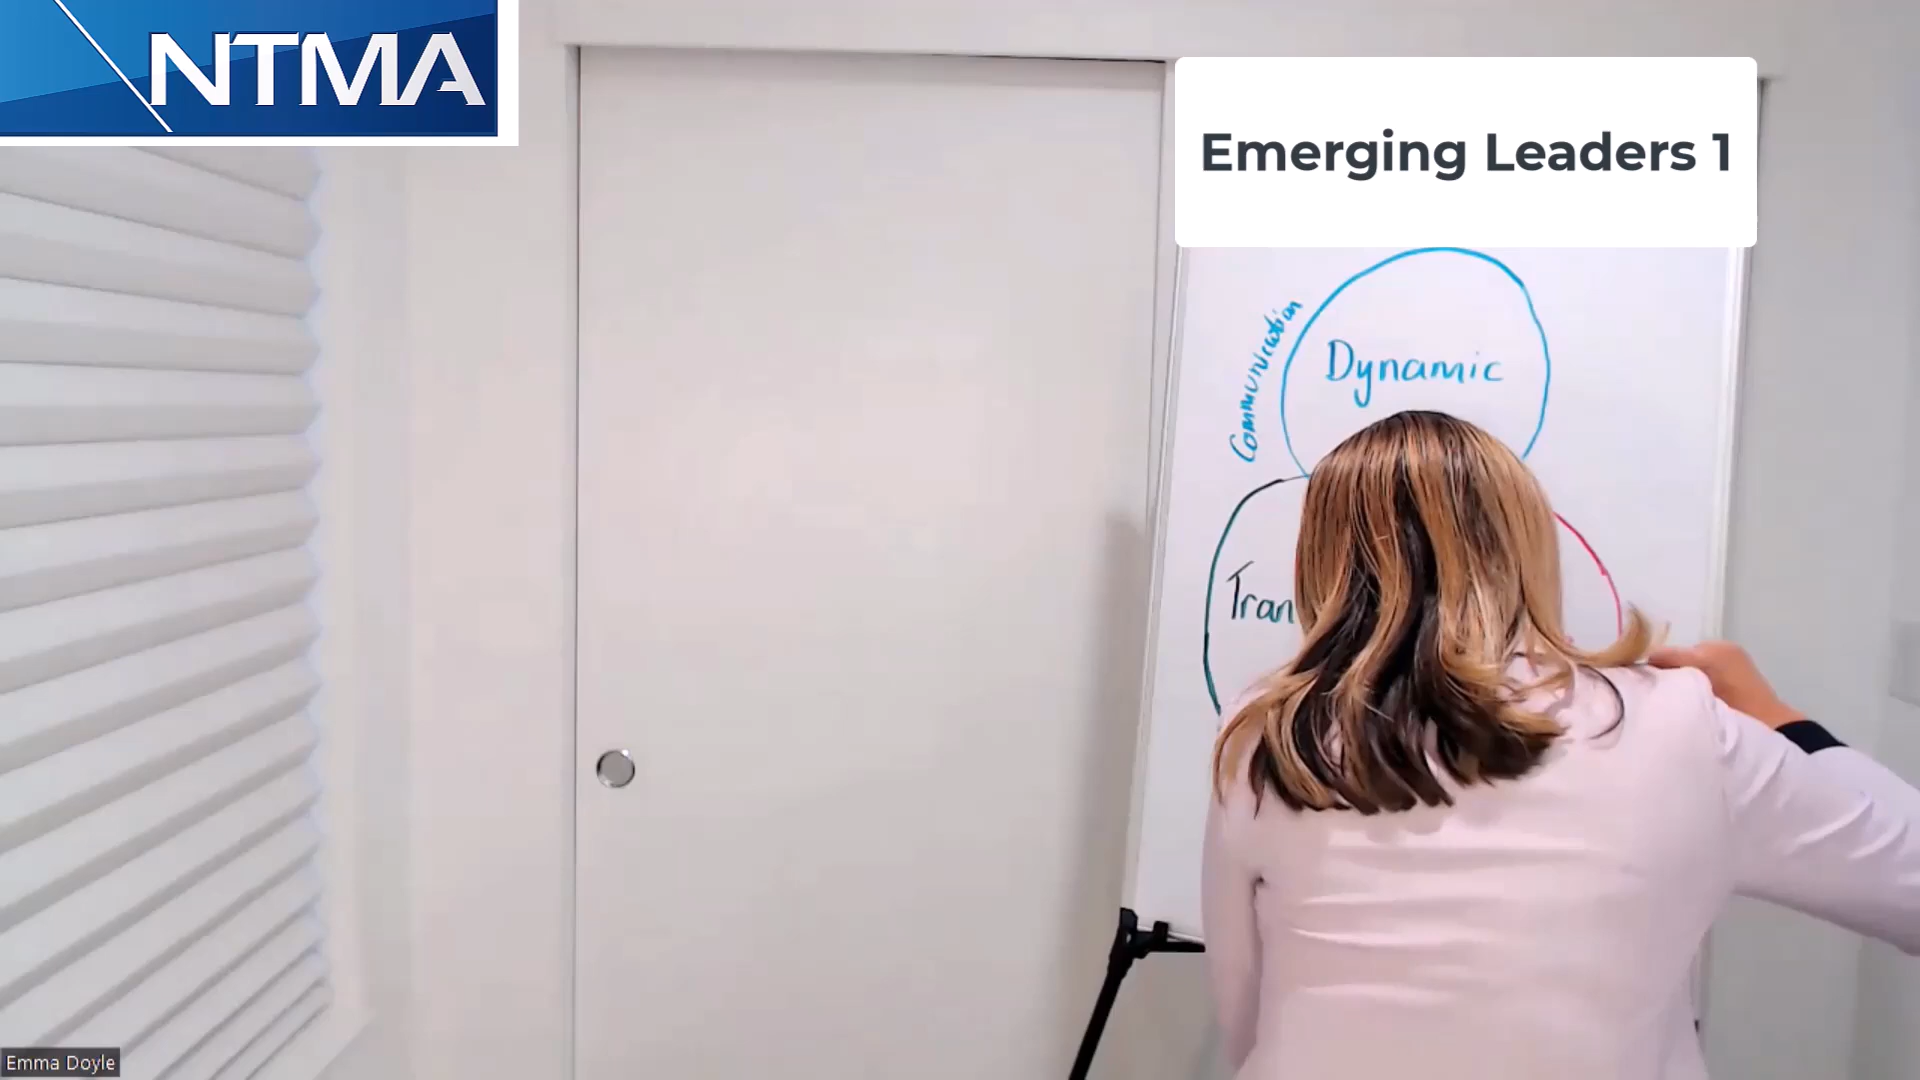 NTMA
Emerging Leaders 1
Communication
Dynamic
Tran
Emma Doyle